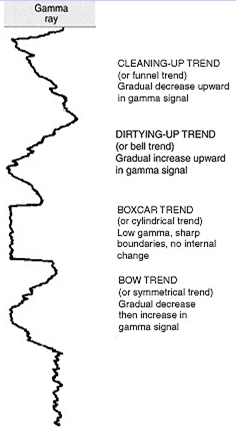 Gamma
ray
CLEANING-UP TREND
(or funnel trend)
Gradual decrease upward
in gamma signal
DIRTYING-UP TREND
(or bell trend)
Gradual increase upward
in gamma signal
BOXCAR TREND
(or cylindrical trend)
Low gamma, sharp
boundaries, no internal
change
BOW TREND
(or symmetrical trend)
Gradual decrease
then increase in
gamma signal